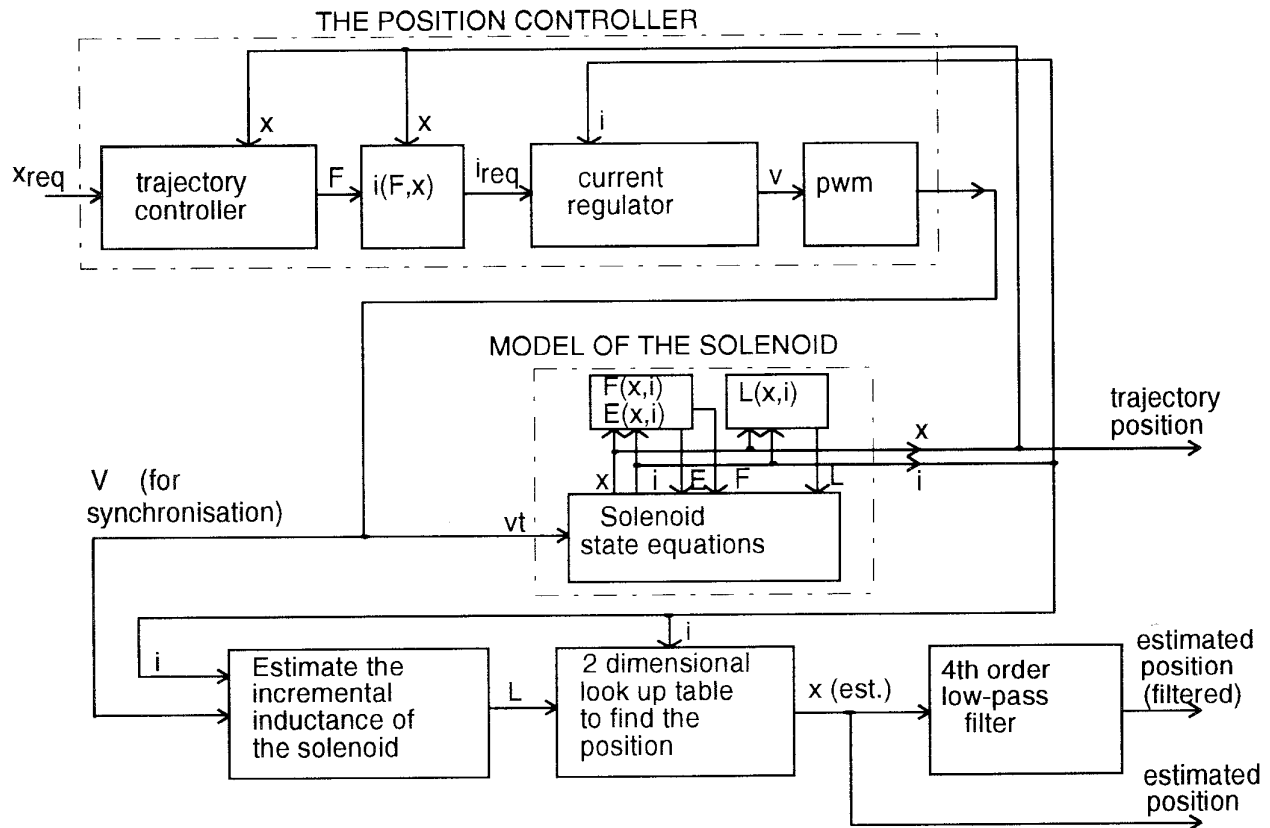 THE POSITION CONTROLLER
x
x
i
xreq
trajectory
controller
F
i(F,x)
ireq
current
regulator
v
pwm
MODEL OF THE SOLENOID
F(x,i)
E(x,i)
L(x,i)
trajectory
position
x
i
x
i
E
F
L
V (for
synchronisation)
vt
Solenoid
state equations
i
i
Estimate the
incremental
inductance of
the solenoid
L
2 dimensional
look up table
to find the
position
x (est.)
4th order
low-pass
filter
estimated
position
(filtered)
estimated
position